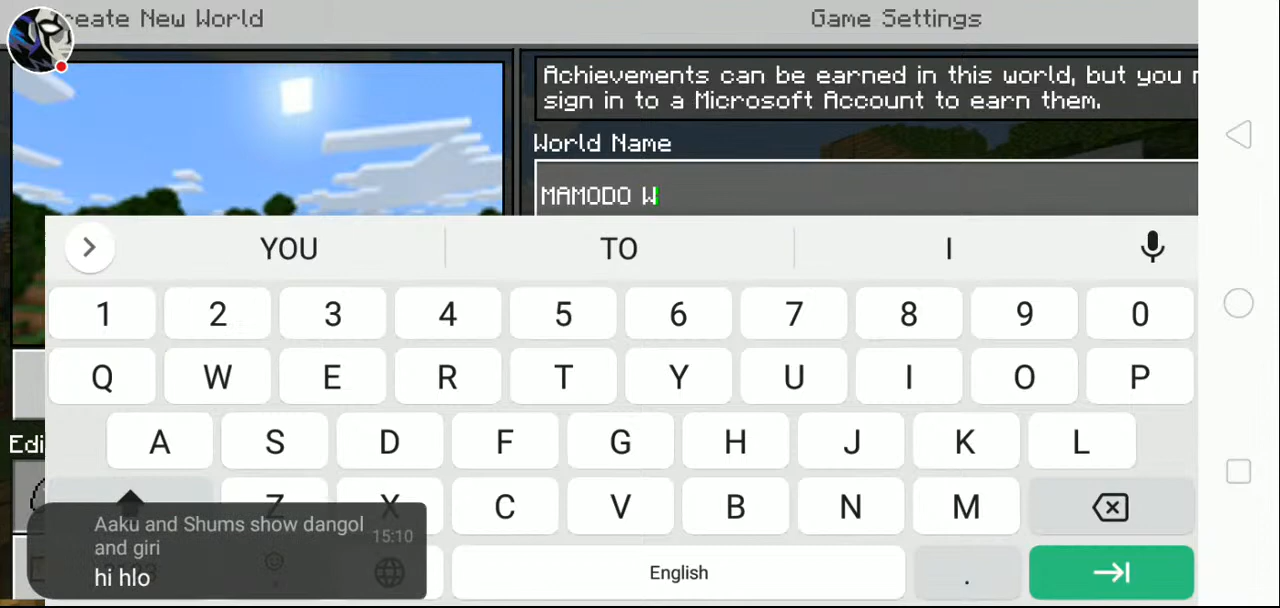 Create New World
Game Settings
Achievements can be earned in this world, but you
sign in to a Microsoft Account to earn them.
World Name
MAMODO W
YOU TO I
1 2 3 4 5 6 7 8 9 0
Q W E R T Y U I O P
A S D F G H J K L
Edi
Z X C V B N M
Aaku and Shums show dangol
and giri
15:10
hi hlo
English
.